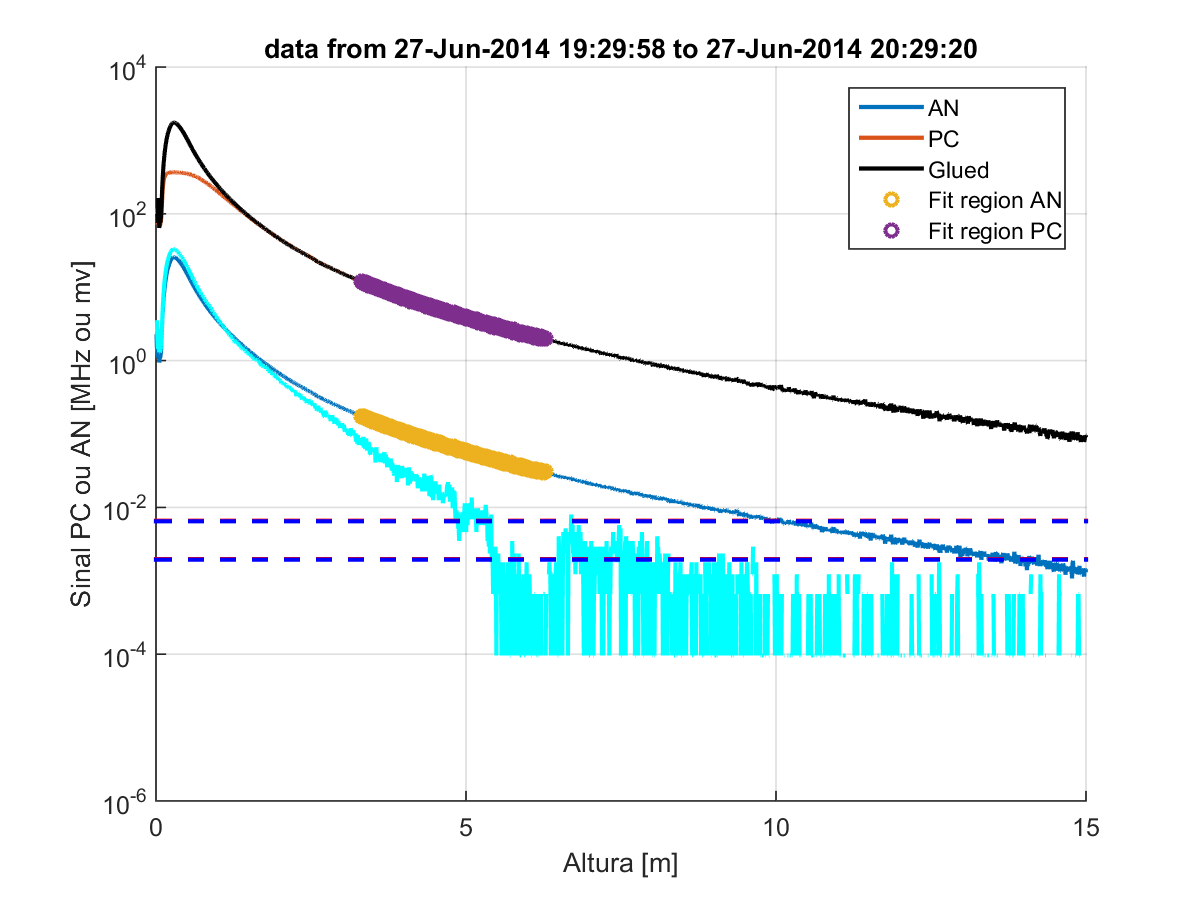 data from 27-Jun-2014 19:29:58 to 27-Jun-2014 20:29:20
Sinal PC ou AN [MHz ou mv]
10^4
10^2
10^0
10^-2
10^-4
10^-6
AN
PC
Glued
Fit region AN
Fit region PC
0 5 10 15
Altura [m]